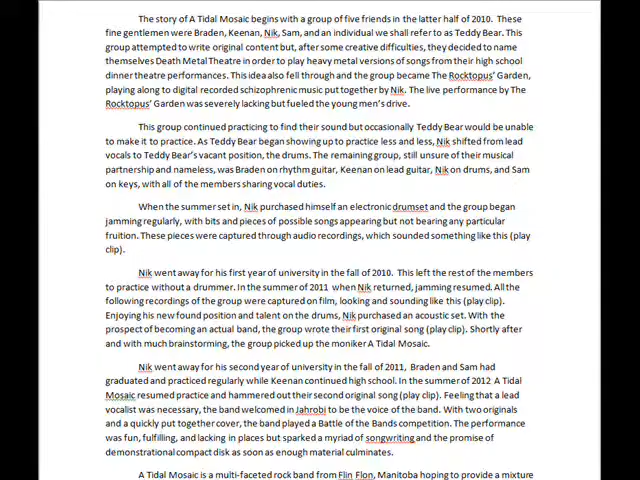 The story of A Tidal Mosaic begins with a group of five friends in the latter half of 2010. These
fine gentlemen were Braden, Keenan, Nik, Sam, and an individual we shall refer to as Teddy Bear. This
group attempted to write original content but, after some creative difficulties, they decided to name
themselves Death Metal Theatre in order to play heavy metal versions of songs from their high school
dinner theatre performances. This idea also fell through and the group became The Rocktopus' Garden,
playing along to digital recorded schizophrenic music put together by Nik. The live performance by The
Rocktopus' Garden was severely lacking but fueled the young men's drive.
This group continued practicing to find their sound but occasionally Teddy Bear would be unable
to make it to practice. As Teddy Bear began showing up to practice less and less, Nik shifted from lead
vocals to Teddy Bear's vacant position, the drums. The remaining group, still unsure of their musical
partnership and nameless, was Braden on rhythm guitar, Keenan on lead guitar, Nik on drums, and Sam
on keys, with all of the members sharing vocal duties.
When the summer set in, Nik purchased himself an electronic drumset and the group began
jamming regularly, with bits and pieces of possible songs appearing but not bearing any particular
fruition. These pieces were captured through audio recordings, which sounded something like this (play
clip).
Nik went away for his first year of university in the fall of 2010. This left the rest of the members
to practice without a drummer. In the summer of 2011 when Nik returned, jamming resumed. All the
following recordings of the group were captured on film, looking and sounding like this (play clip).
Enjoying his new found position and talent on the drums, Nik purchased an acoustic set. With the
prospect of becoming an actual band, the group wrote their first original song (play clip). Shortly after
and with much brainstorming, the group picked up the moniker A Tidal Mosaic.
Nik went away for his second year of university in the fall of 2011, Braden and Sam had
graduated and practiced regularly while Keenan continued high school. In the summer of 2012 A Tidal
Mosaic resumed practice and hammered out their second original song (play clip). Feeling that a lead
vocalist was necessary, the band welcomed in Jahrobi to be the voice of the band. With two originals
and a quickly put together cover, the band played a Battle of the Bands competition. The performance
was fun, fulfilling, and lacking in places but sparked a myriad of songwriting and the promise of
demonstrational compact disk as soon as enough material culminates.
A Tidal Mosaic is a multi-faceted rock band from Flin Flon, Manitoba hoping to provide a mixture